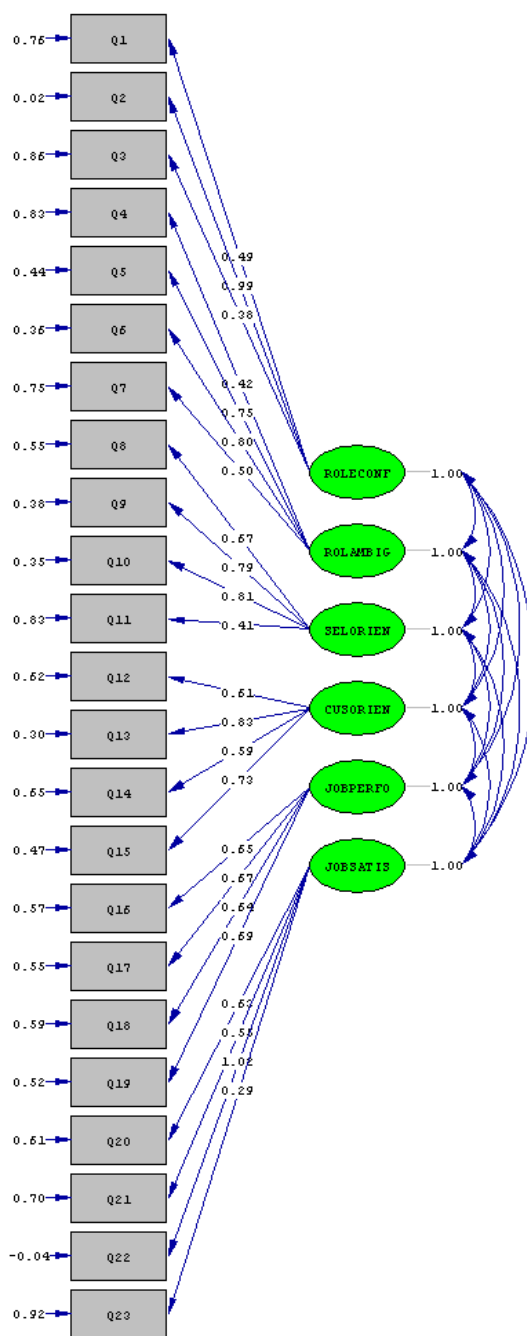 0.76 Q1
0.02 Q2
0.86 Q3
0.83 Q4
0.49
0.44 Q5
0.99
0.38
0.36 Q6
0.42
0.75 Q7
0.75
0.80
0.55 Q8
0.50
ROLECONF 1.00
0.38 Q9
0.67
0.35 Q10
ROLAMBIG 1.00
0.79
0.81
0.83 Q11
0.41
SELORIEN 1.00
0.62 Q12
0.61
CUSORIEN 1.00
0.30 Q13
0.83
0.59
0.65 Q14
0.73
JOBPERFO 1.00
0.47 Q15
0.65
JOBSATIS 1.00
0.67
0.57 Q16
0.64
0.69
0.55 Q17
0.63
0.59 Q18
0.55
1.02
0.52 Q19
0.29
0.61 Q20
0.70 Q21
-0.04 Q22
0.92 Q23